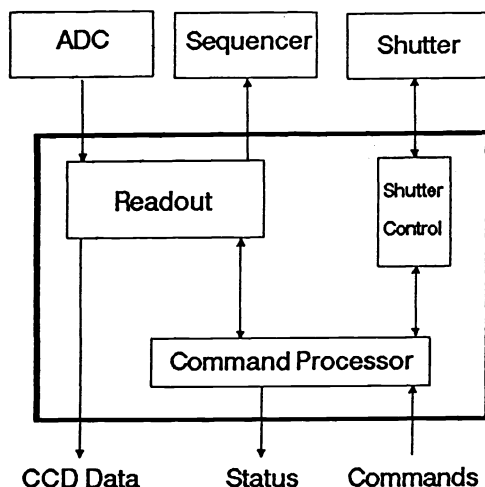 ADC
Sequencer
Shutter
Readout
Shutter
Control
Command Processor
CCD Data
Status
Commands